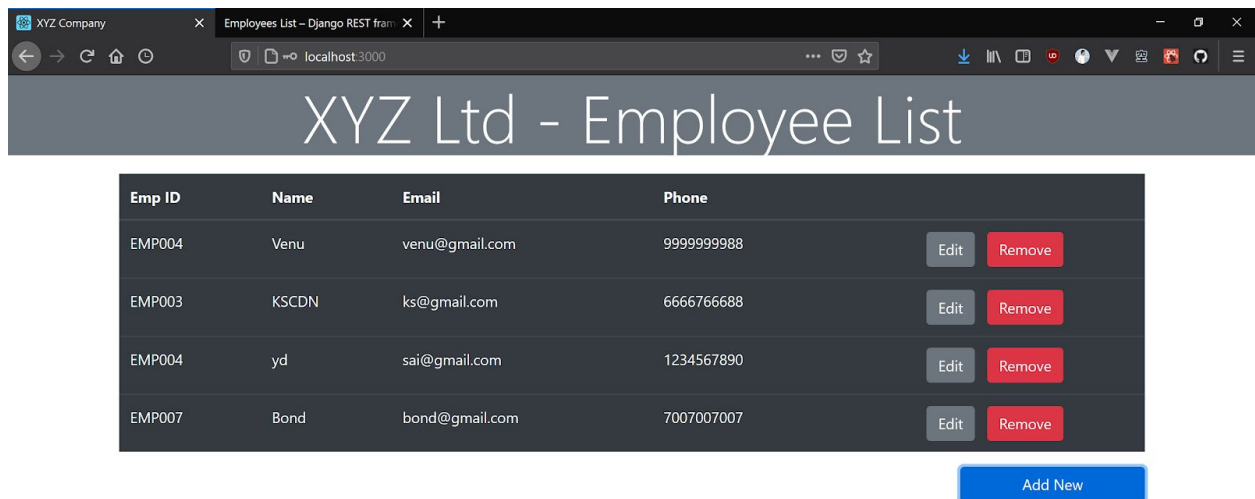 XYZ Company
Employees List – Django REST fram
localhost:3000
XYZ Ltd - Employee List
Emp ID Name Email Phone
EMP004 Venu venu@gmail.com 9999999988 Edit Remove
EMP003 KSCDN ks@gmail.com 6666766688 Edit Remove
EMP004 yd sai@gmail.com 1234567890 Edit Remove
EMP007 Bond bond@gmail.com 7007007007 Edit Remove
Add New